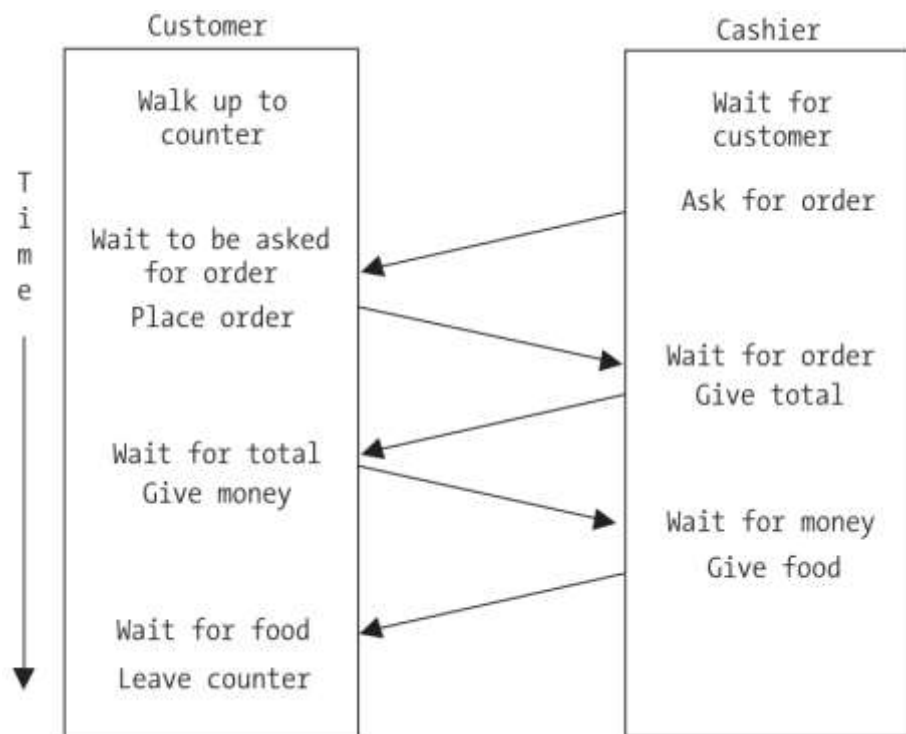 Customer
Cashier
Time
Walk up to
counter
Wait to be asked
for order
Place order
Wait for total
Give money
Wait for food
Leave counter
Wait for
customer
Ask for order
Wait for order
Give total
Wait for money
Give food